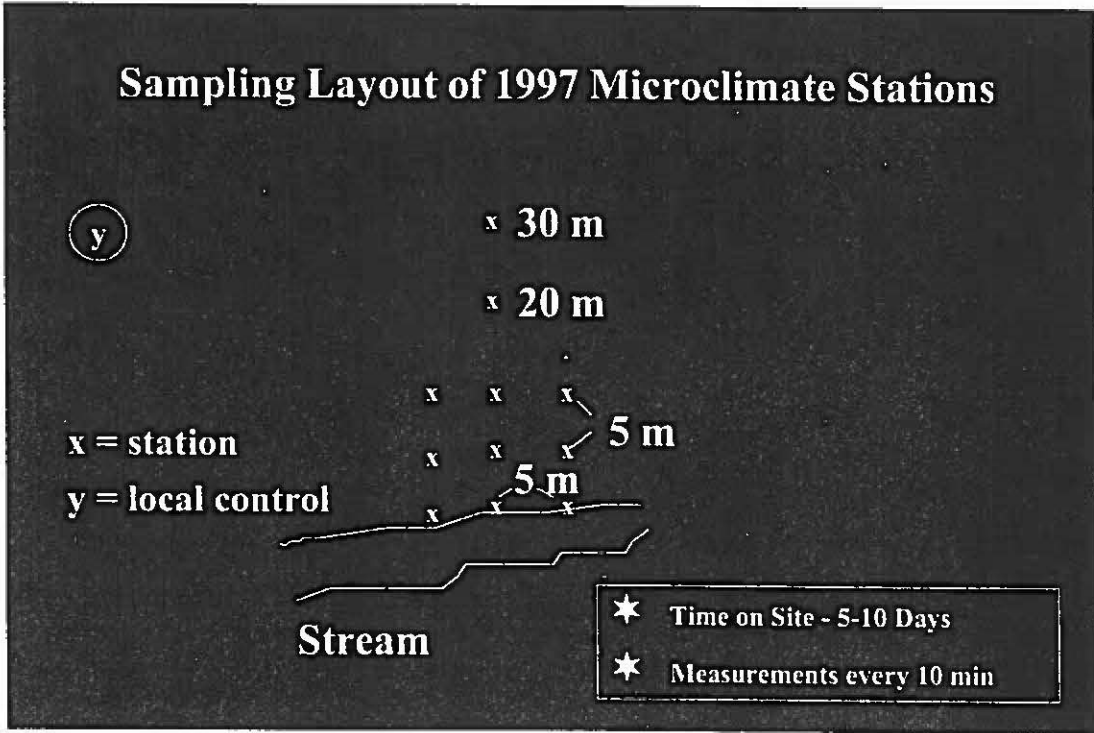 Sampling Layout of 1997 Microclimate Stations
y
x 30 m
x 20 m
x x x
5 m
x = station
x x x
5 m
y = local control
x x x
Stream
Time on Site - 5-10 Days
Measurements every 10 min